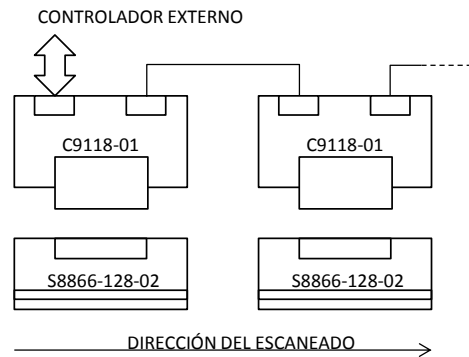 CONTROLADOR EXTERNO
C9118-01
C9118-01
S8866-128-02
S8866-128-02
DIRECCIÓN DEL ESCANEADO